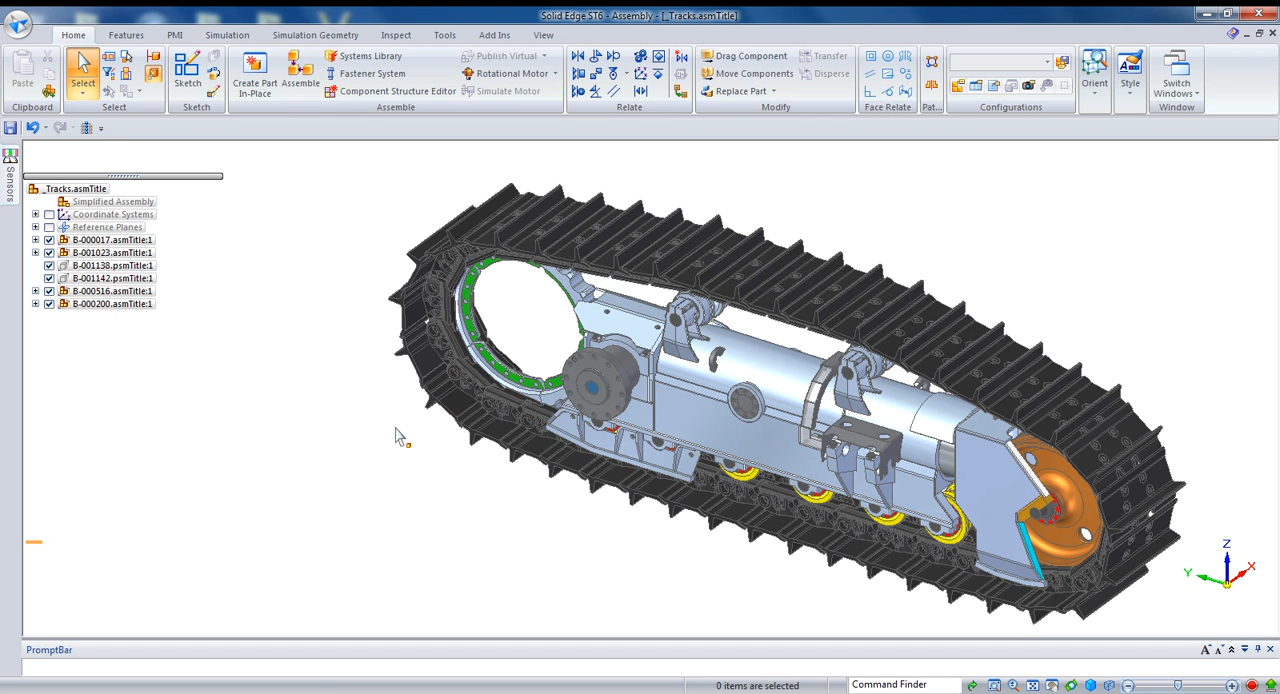 Solid Edge ST6 - Assembly - [_Tracks.asmTitle]
Home Features PMI Simulation Simulation Geometry Inspect Tools Add Ins View
Paste
Clipboard
Select
Select
Sketch
Sketch
Create Part In-Place
Assemble
Systems Library
Fastener System
Component Structure Editor
Publish Virtual
Rotational Motor
Simulate Motor
Assemble
Relate
Drag Component
Move Components
Replace Part
Transfer
Disperse
Modify
Face Relate
Pat...
Configurations
Orient
Style
Switch
Windows
Window
Sensors
_Tracks.asmTitle
Simplified Assembly
Coordinate Systems
Reference Planes
B-000017.asmTitle:1
B-001023.asmTitle:1
B-001138.psmTitle:1
B-001142.psmTitle:1
B-000516.asmTitle:1
B-000200.asmTitle:1
Z
Y X
PromptBar
0 items are selected
Command Finder